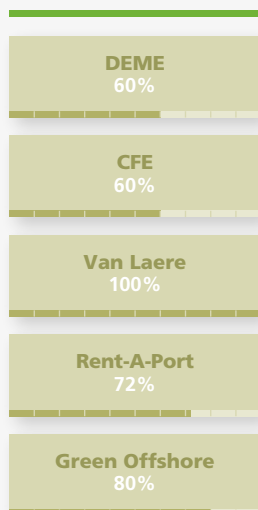 DEME
60%
CFE
60%
Van Laere
100%
Rent-A-Port
72%
Green Offshore
80%